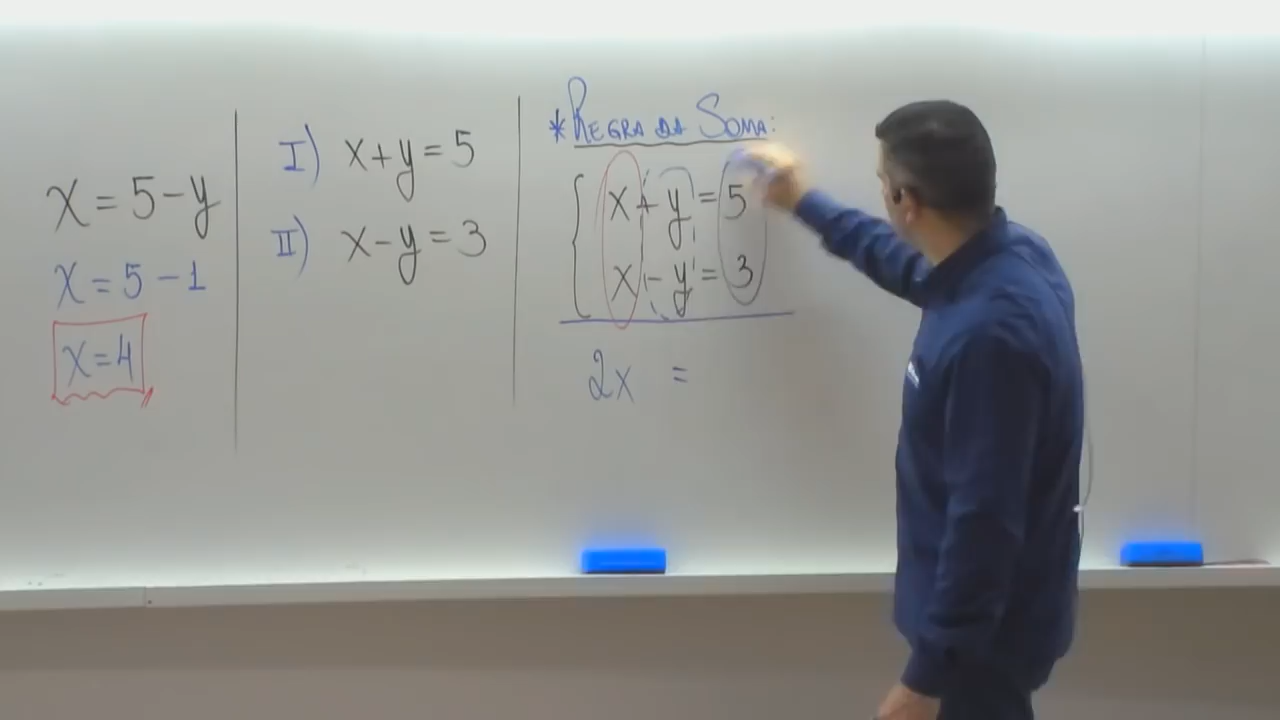 x = 5 - y
x = 5 - 1
x = 4
I) x + y = 5
II) x - y = 3
* REGRA DA SOMA:
x + y = 5
x - y = 3
2x =